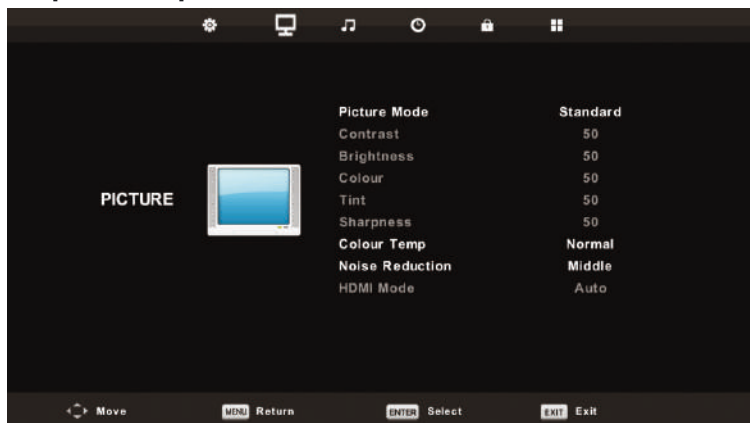 Picture Mode Standard
Contrast 50
Brightness 50
Colour 50
PICTURE
Tint 50
Sharpness 50
Colour Temp Normal
Noise Reduction Middle
HDMI Mode Auto
Move MENU Return ENTER Select EXIT Exit